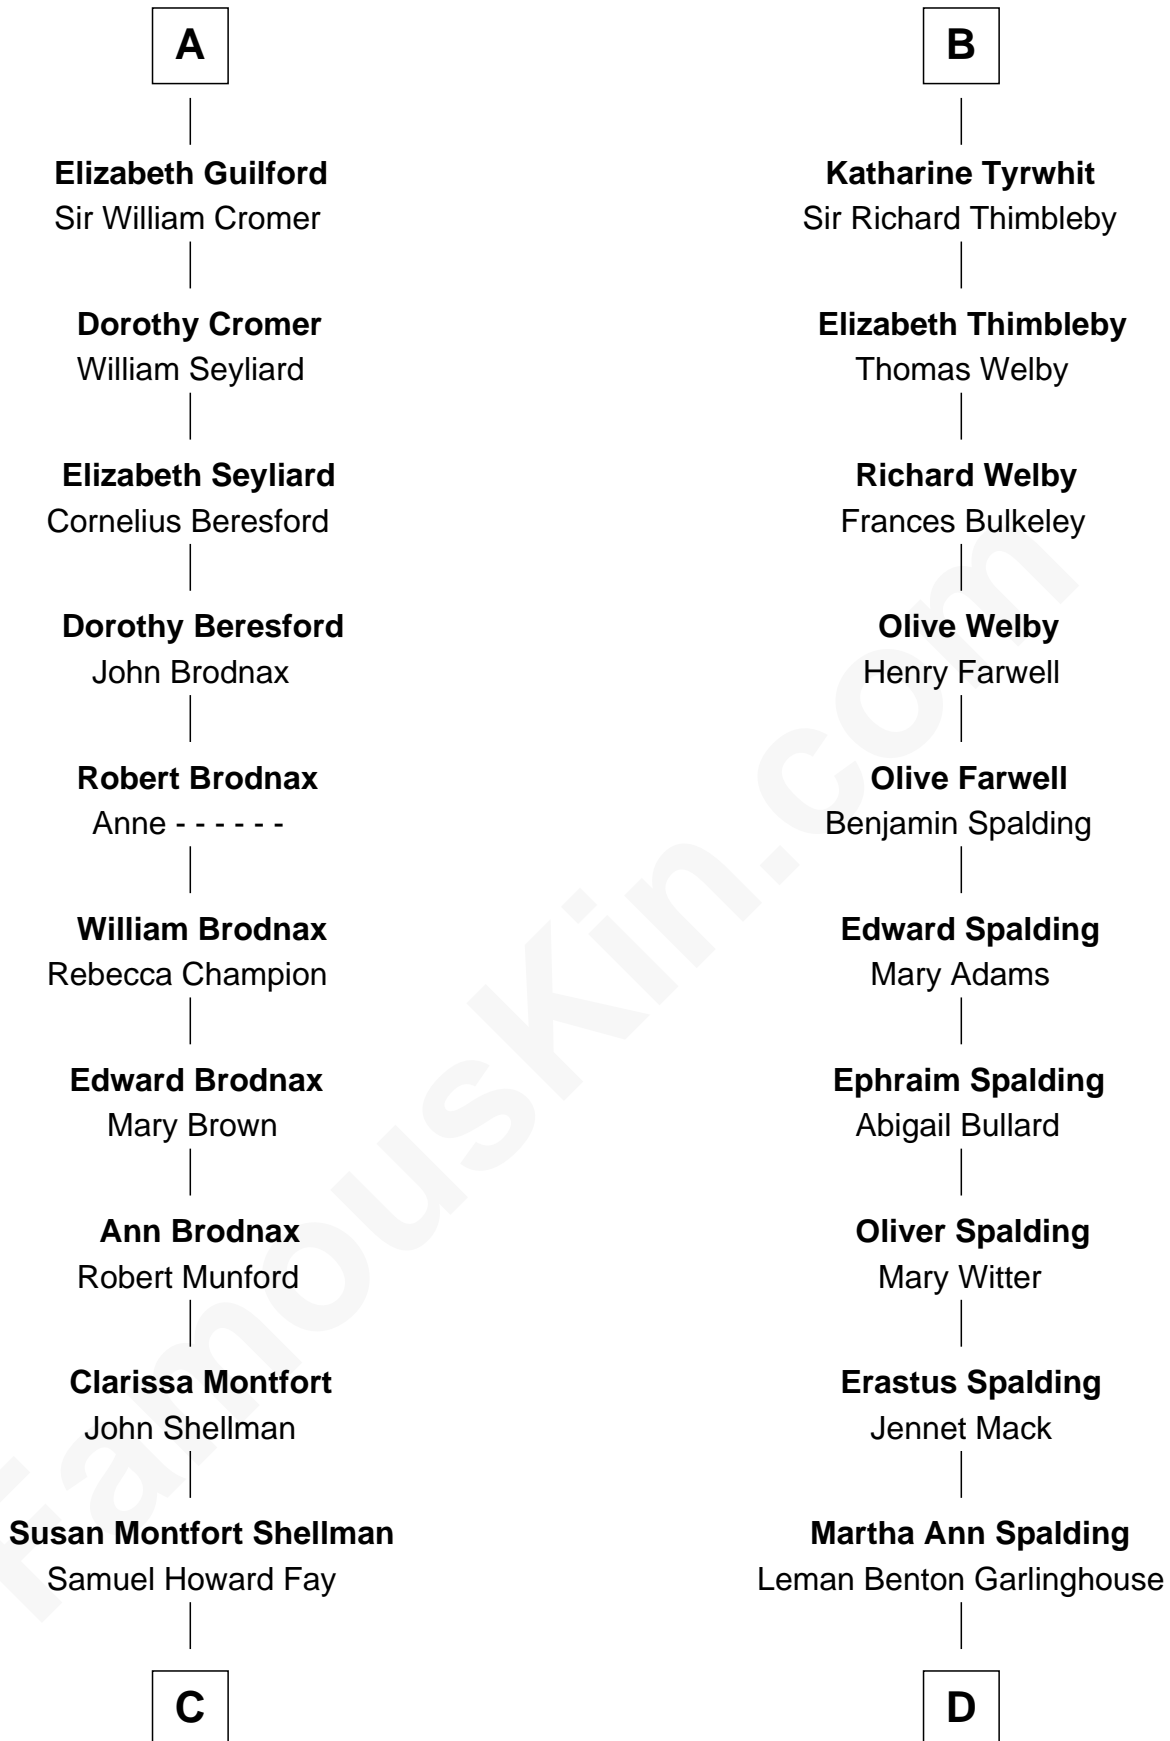 A
Elizabeth Guilford
Sir William Cromer
Dorothy Cromer
William Seyliard
Elizabeth Seyliard
Cornelius Beresford
Dorothy Beresford
John Brodnax
Robert Brodnax
Anne - - - - - -
William Brodnax
Rebecca Champion
Edward Brodnax
Mary Brown
Ann Brodnax
Robert Munford
Clarissa Montfort
John Shellman
Susan Montfort Shellman
Samuel Howard Fay
C
B
Katharine Tyrwhit
Sir Richard Thimbleby
Elizabeth Thimbleby
Thomas Welby
Richard Welby
Frances Bulkeley
Olive Welby
Henry Farwell
Olive Farwell
Benjamin Spalding
Edward Spalding
Mary Adams
Ephraim Spalding
Abigail Bullard
Oliver Spalding
Mary Witter
Erastus Spalding
Jennet Mack
Martha Ann Spalding
Leman Benton Garlinghouse
D
FamousKin.com